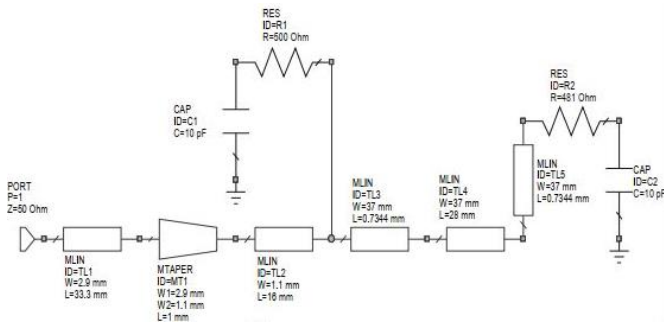 RES
ID=R1
R=500 Ohm
CAP
ID=C1
C=10 pF
RES
ID=R2
R=481 Ohm
CAP
ID=C2
C=10 pF
MLIN
ID=TL5
W=37 mm
L=0.7344 mm
MLIN
ID=TL3
W=37 mm
L=0.7344 mm
MLIN
ID=TL4
W=37 mm
L=28 mm
PORT
P=1
Z=50 Ohm
MLIN
ID=TL1
W=2.9 mm
L=33.3 mm
MTAPER
ID=MT1
W1=2.9 mm
W2=1.1 mm
L=1 mm
MLIN
ID=TL2
W=1.1 mm
L=16 mm